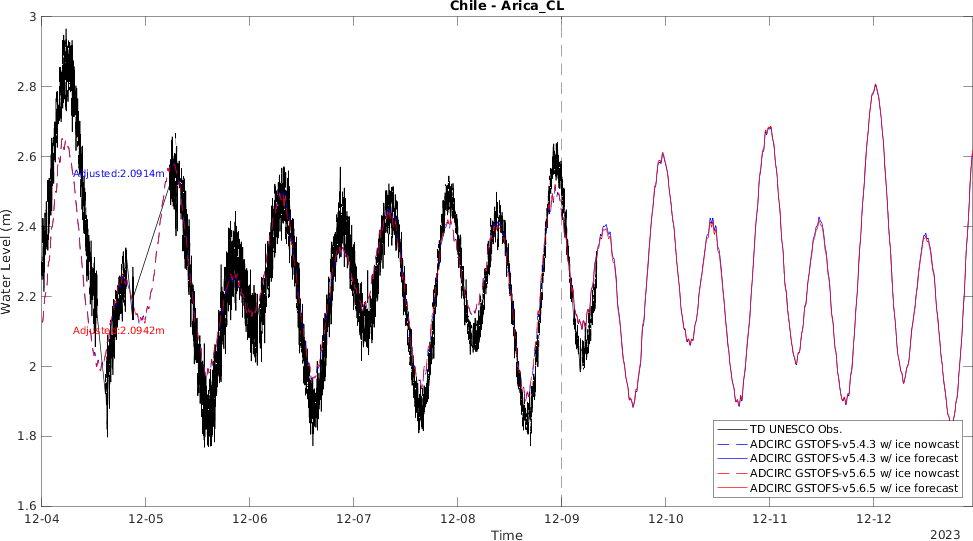 Chile - Arica_CL
3
2.8
2.6
2.4
2.2
2
1.8
1.6
Water Level (m)
Adjusted:2.0914m
Adjusted:2.0942m
TD UNESCO Obs.
ADCIRC GSTOFS-v5.4.3 w/ ice nowcast
ADCIRC GSTOFS-v5.4.3 w/ ice forecast
ADCIRC GSTOFS-v5.6.5 w/ ice nowcast
ADCIRC GSTOFS-v5.6.5 w/ ice forecast
12-04 12-05 12-06 12-07 12-08 12-09 12-10 12-11 12-12
Time
2023